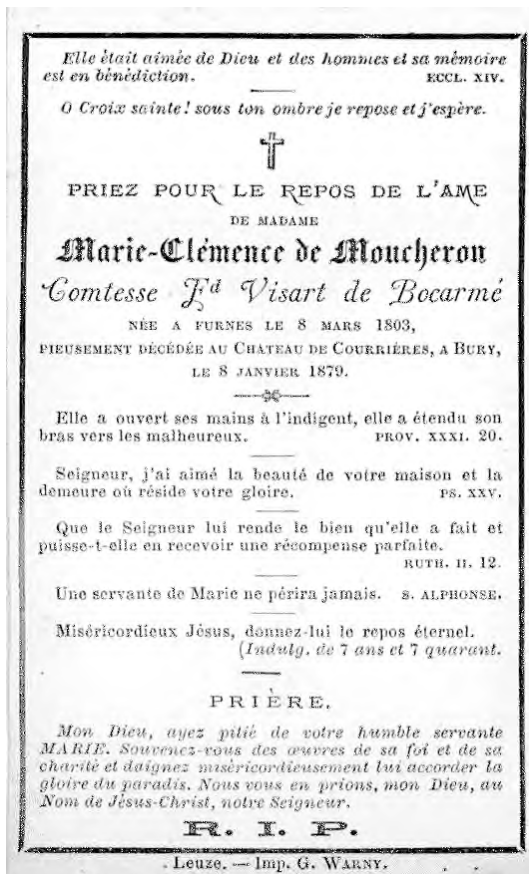 Elle était aimée de Dieu et des hommes et sa mémoire
est en bénédiction. ECCL. XIV.
O Croix sainte! sous ton ombre je repose et j'espère.
PRIEZ POUR LE REPOS DE L'AME
DE MADAME
Marie-Clémence de Moucheron
Comtesse Fd Visart de Bocarmé
NÉE A FURNES LE 8 MARS 1803,
PIEUSEMENT DÉCÉDÉE AU CHATEAU DE COURRIÈRES, A BURY,
LE 8 JANVIER 1879.
Elle a ouvert ses mains à l'indigent, elle a étendu son
bras vers les malheureux. PROV. XXXI. 20.
Seigneur, j'ai aimé la beauté de votre maison et la
demeure où réside votre gloire. PS. XXV.
Que le Seigneur lui rende le bien qu'elle a fait et
puisse-t-elle en recevoir une récompense parfaite.
RUTH. II. 12.
Une servante de Marie ne périra jamais. S. ALPHONSE.
Miséricordieux Jésus, donnez-lui le repos éternel.
(Indulg. de 7 ans et 7 quarant.
PRIÈRE.
Mon Dieu, ayez pitié de votre humble servante
MARIE. Souvenez-vous des œuvres de sa foi et de sa
charité et daignez miséricordieusement lui accorder la
gloire du paradis. Nous vous en prions, mon Dieu, au
Nom de Jésus-Christ, notre Seigneur.
R. I. P.
Leuze. — Imp. G. WARNY.